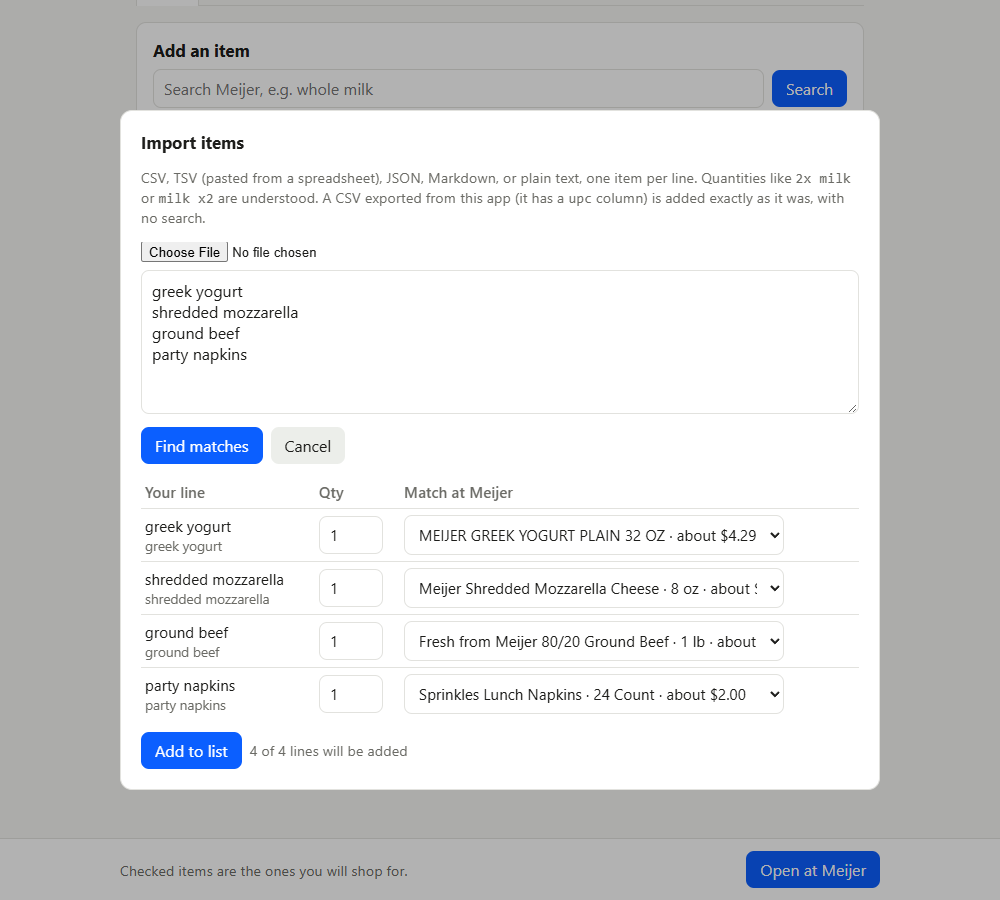 Add an item
Search Meijer, e.g. whole milk
Search
Import items
CSV, TSV (pasted from a spreadsheet), JSON, Markdown, or plain text, one item per line. Quantities like 2x milk
or milk x2 are understood. A CSV exported from this app (it has a upc column) is added exactly as it was, with
no search.
Choose File No file chosen
greek yogurt
shredded mozzarella
ground beef
party napkins
Find matches
Cancel
Your line Qty Match at Meijer
greek yogurt
greek yogurt
1
MEIJER GREEK YOGURT PLAIN 32 OZ · about $4.29
shredded mozzarella
shredded mozzarella
1
Meijer Shredded Mozzarella Cheese · 8 oz · about
ground beef
ground beef
1
Fresh from Meijer 80/20 Ground Beef · 1 lb · about
party napkins
party napkins
1
Sprinkles Lunch Napkins · 24 Count · about $2.00
Add to list
4 of 4 lines will be added
Checked items are the ones you will shop for.
Open at Meijer